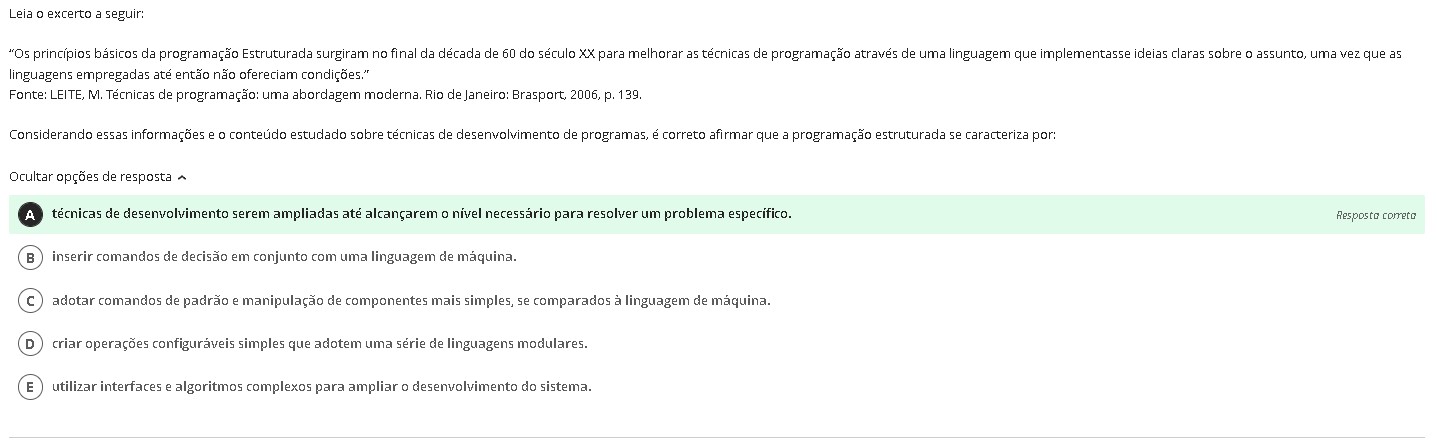 Leia o excerto a seguir:
“Os princípios básicos da programação Estruturada surgiram no final da década de 60 do século XX para melhorar as técnicas de programação através de uma linguagem que implementasse ideias claras sobre o assunto, uma vez que as
linguagens empregadas até então não ofereciam condições.”
Fonte: LEITE, M. Técnicas de programação: uma abordagem moderna. Rio de Janeiro: Brasport, 2006, p. 139.
Considerando essas informações e o conteúdo estudado sobre técnicas de desenvolvimento de programas, é correto afirmar que a programação estruturada se caracteriza por:
Ocultar opções de resposta
A técnicas de desenvolvimento serem ampliadas até alcançarem o nível necessário para resolver um problema específico. Resposta correta
B inserir comandos de decisão em conjunto com uma linguagem de máquina.
C adotar comandos de padrão e manipulação de componentes mais simples, se comparados à linguagem de máquina.
D criar operações configuráveis simples que adotem uma série de linguagens modulares.
E utilizar interfaces e algoritmos complexos para ampliar o desenvolvimento do sistema.